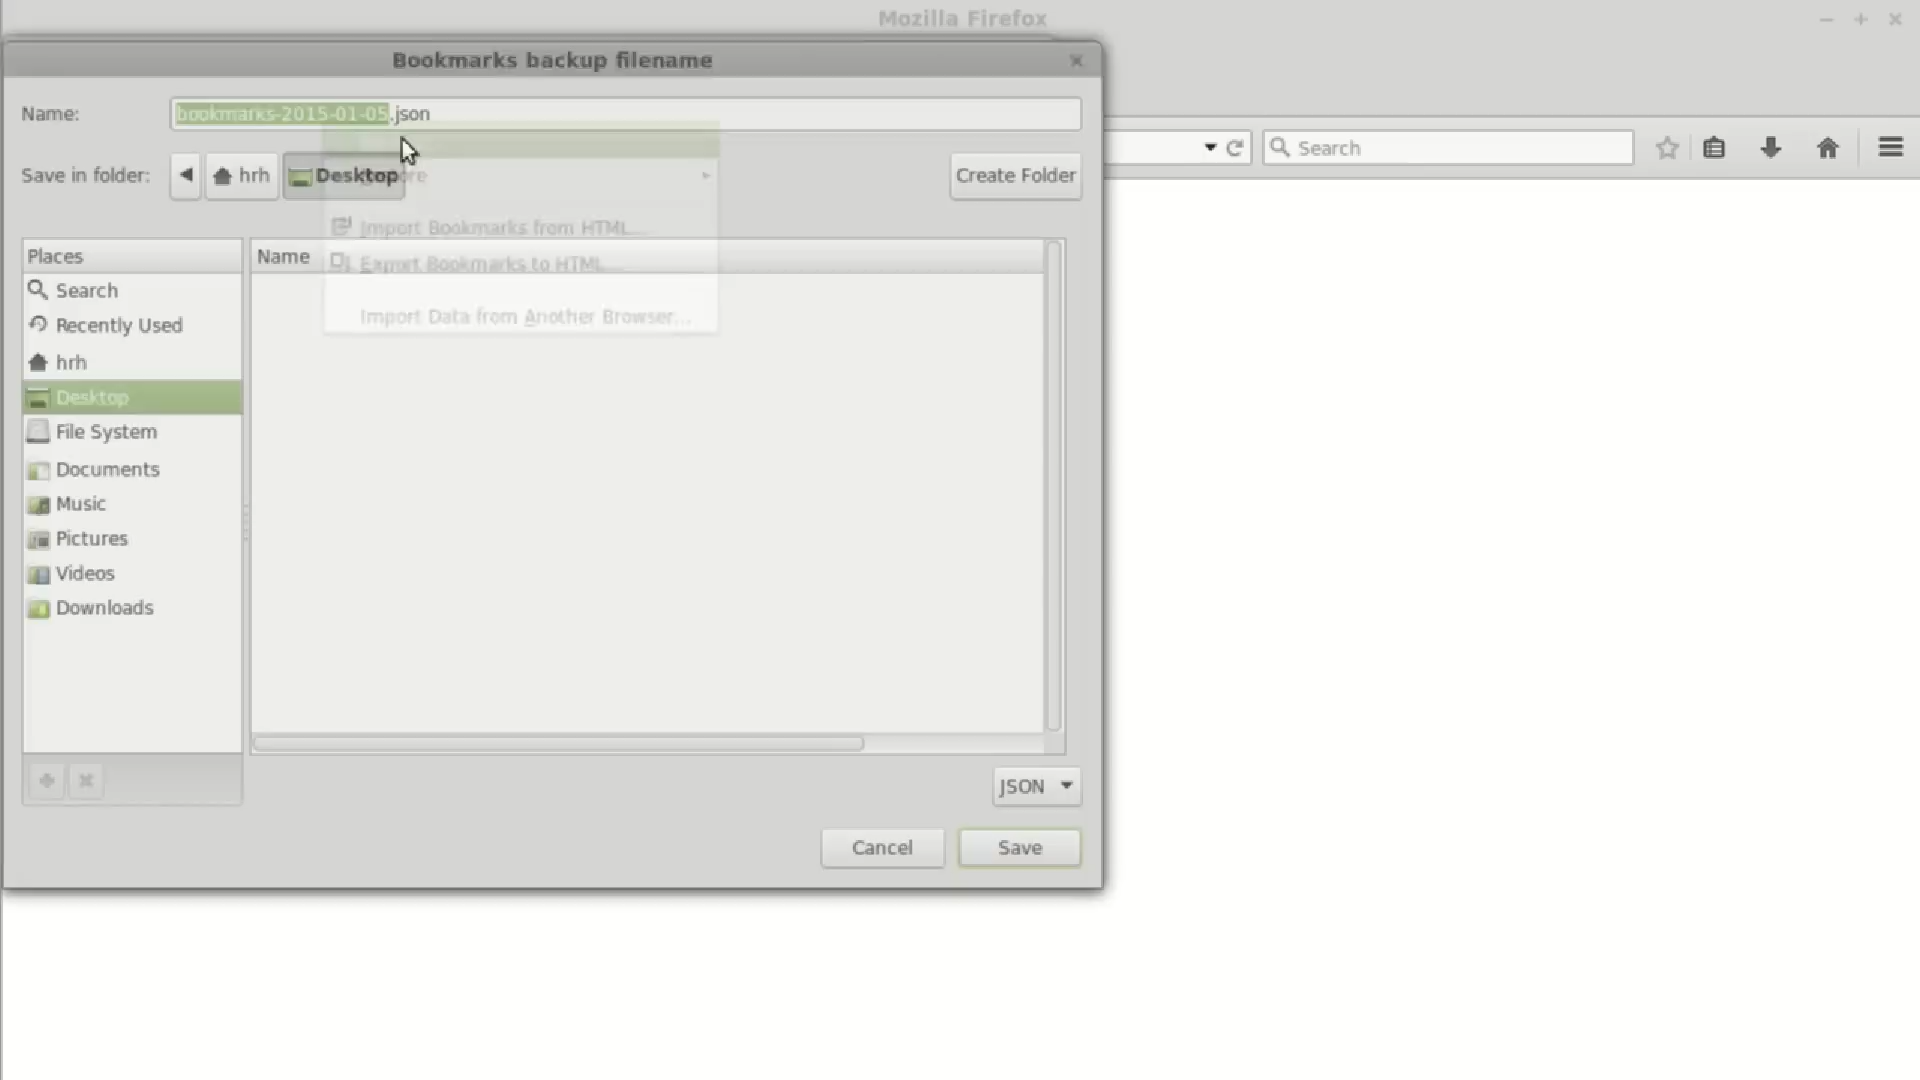 Mozilla Firefox
Bookmarks backup filename
Name:
bookmarks-2015-01-05.json
Save in folder:
hrh
Desktop
Create Folder
Search
Import Bookmarks from HTML...
Export Bookmarks to HTML...
Import Data from Another Browser...
Places
Name
Search
Recently Used
hrh
Desktop
File System
Documents
Music
Pictures
Videos
Downloads
JSON
Cancel
Save